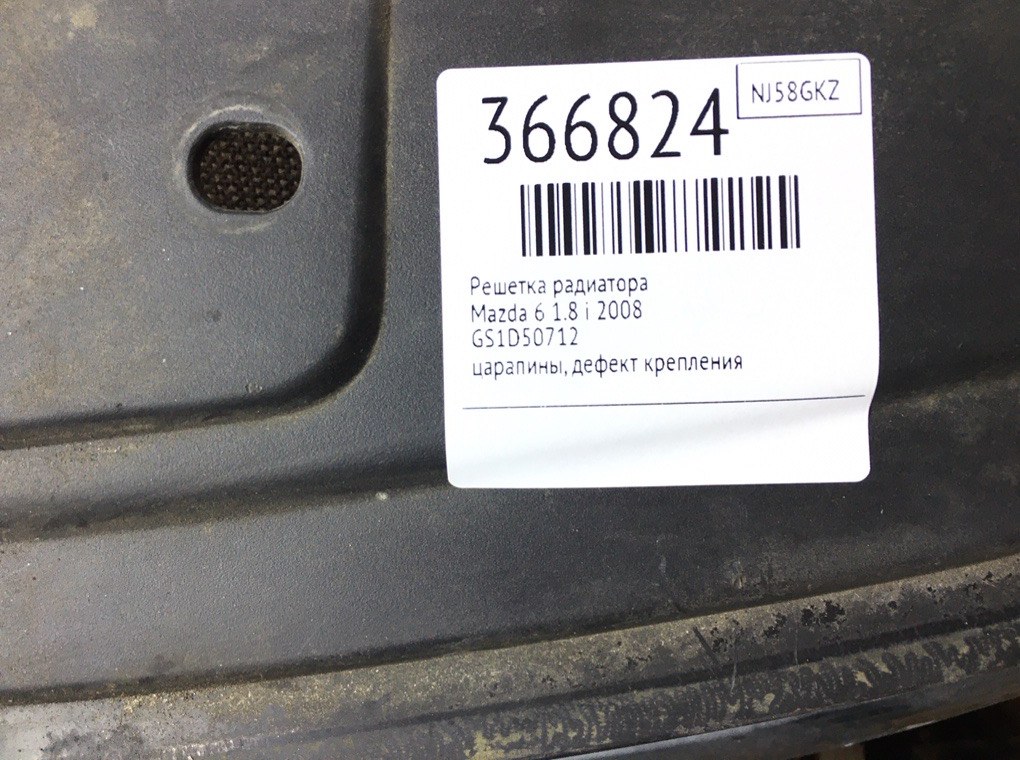 366824
NJ58GKZ
Решетка радиатора
Mazda 6 1.8 i 2008
GS1D50712
царапины, дефект крепления